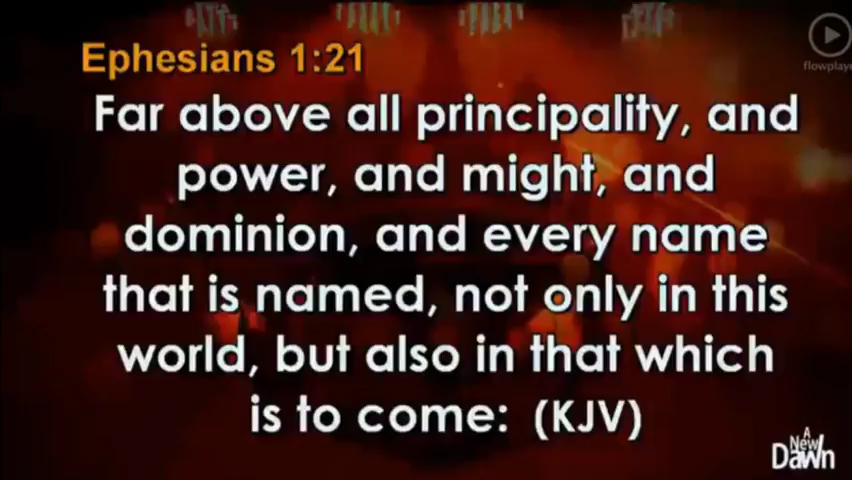 Ephesians 1:21
Far above all principality, and
power, and might, and
dominion, and every name
that is named, not only in this
world, but also in that which
is to come: (KJV)
flowplaye
A
New
Dawn